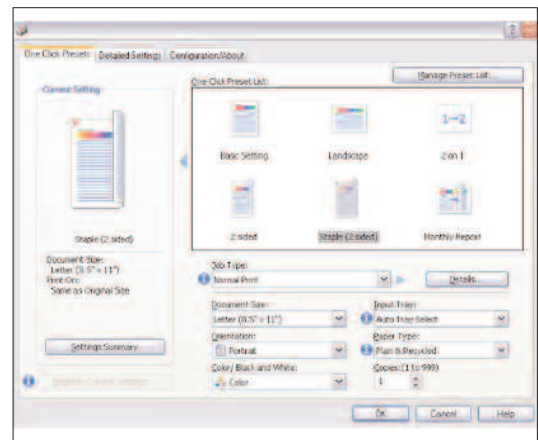 One Click Presets Detailed Settings Configuration/About
Current Setting
One Click Preset List:
Manage Preset List...
Basic Setting Landscape 2 on 1
2 sided Staple (2 sided) Monthly Report
Staple (2 sided)
Document Size:
Letter (8.5" x 11")
Print On:
Same as Original Size
Settings Summary
Register Current Settings...
Job Type:
Normal Print
Details...
Document Size:
Letter (8.5" x 11")
Input Tray:
Auto Tray Select
Orientation:
Portrait
Paper Type:
Plain & Recycled
Color/ Black and White:
Color
Copies:(1 to 999)
1
OK Cancel Help